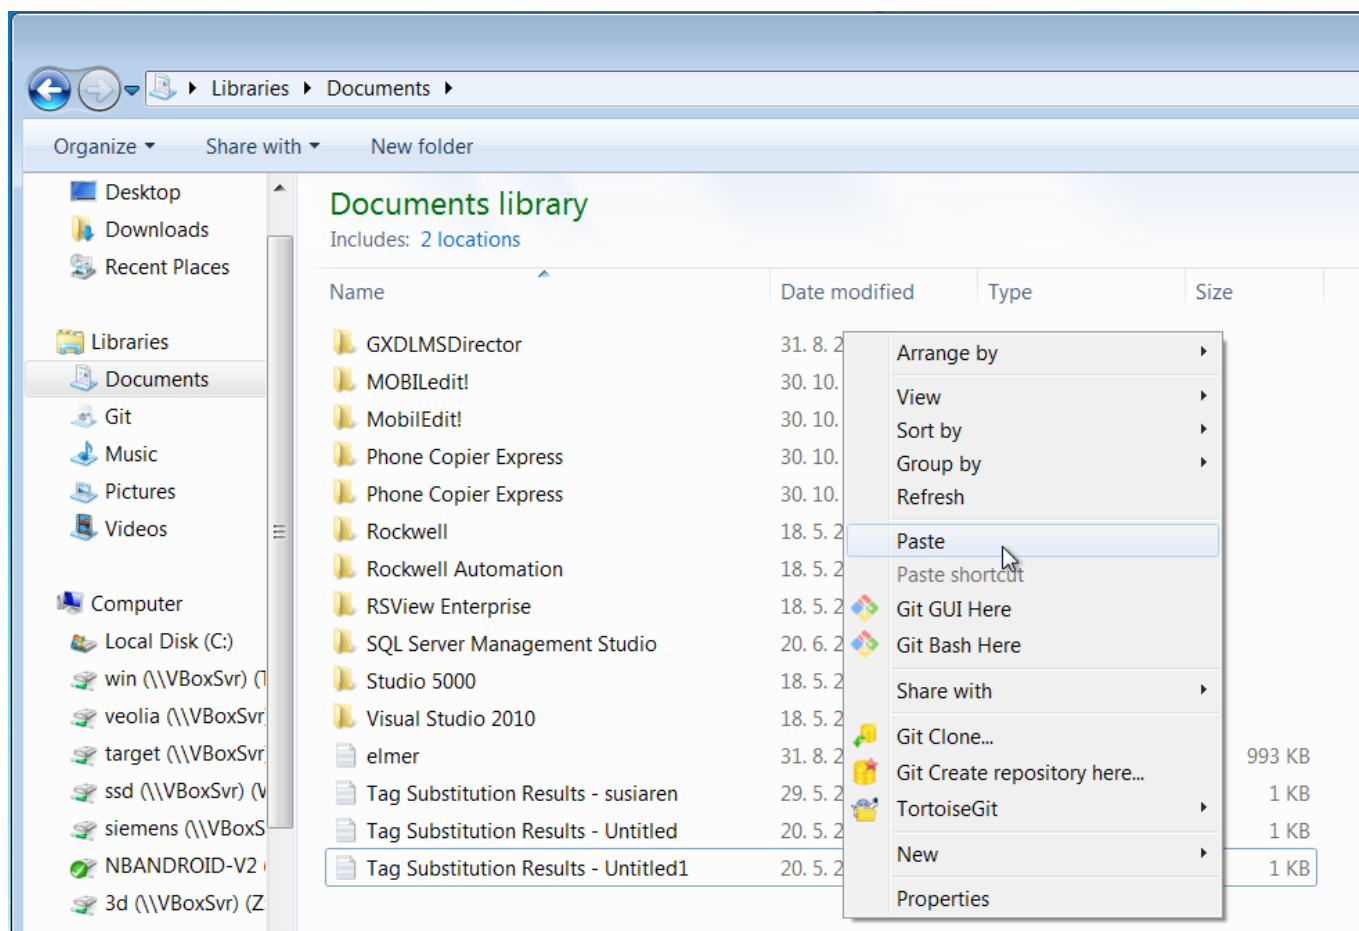 Libraries Documents
Organize Share with New folder
Desktop
Downloads
Recent Places
Libraries
Documents
Git
Music
Pictures
Videos
Computer
Local Disk (C:)
win (\\VBoxSvr) (T
veolia (\\VBoxSvr)
target (\\VBoxSvr)
ssd (\\VBoxSvr) (V
siemens (\\VBoxS
NBANDROID-V2 (
3d (\\VBoxSvr) (Z
Documents library
Includes: 2 locations
Name Date modified Type Size
GXDLMSDirector 31. 8. 2
MOBILedit! 30. 10.
MobilEdit! 30. 10.
Phone Copier Express 30. 10.
Phone Copier Express 30. 10.
Rockwell 18. 5. 2
Rockwell Automation 18. 5. 2
RSView Enterprise 18. 5. 2
SQL Server Management Studio 20. 6. 2
Studio 5000 18. 5. 2
Visual Studio 2010 18. 5. 2
elmer 31. 8. 2 993 KB
Tag Substitution Results - susiaren 29. 5. 2 1 KB
Tag Substitution Results - Untitled 20. 5. 2 1 KB
Tag Substitution Results - Untitled1 20. 5. 2 1 KB
Arrange by
View
Sort by
Group by
Refresh
Paste
Paste shortcut
Git GUI Here
Git Bash Here
Share with
Git Clone...
Git Create repository here...
TortoiseGit
New
Properties